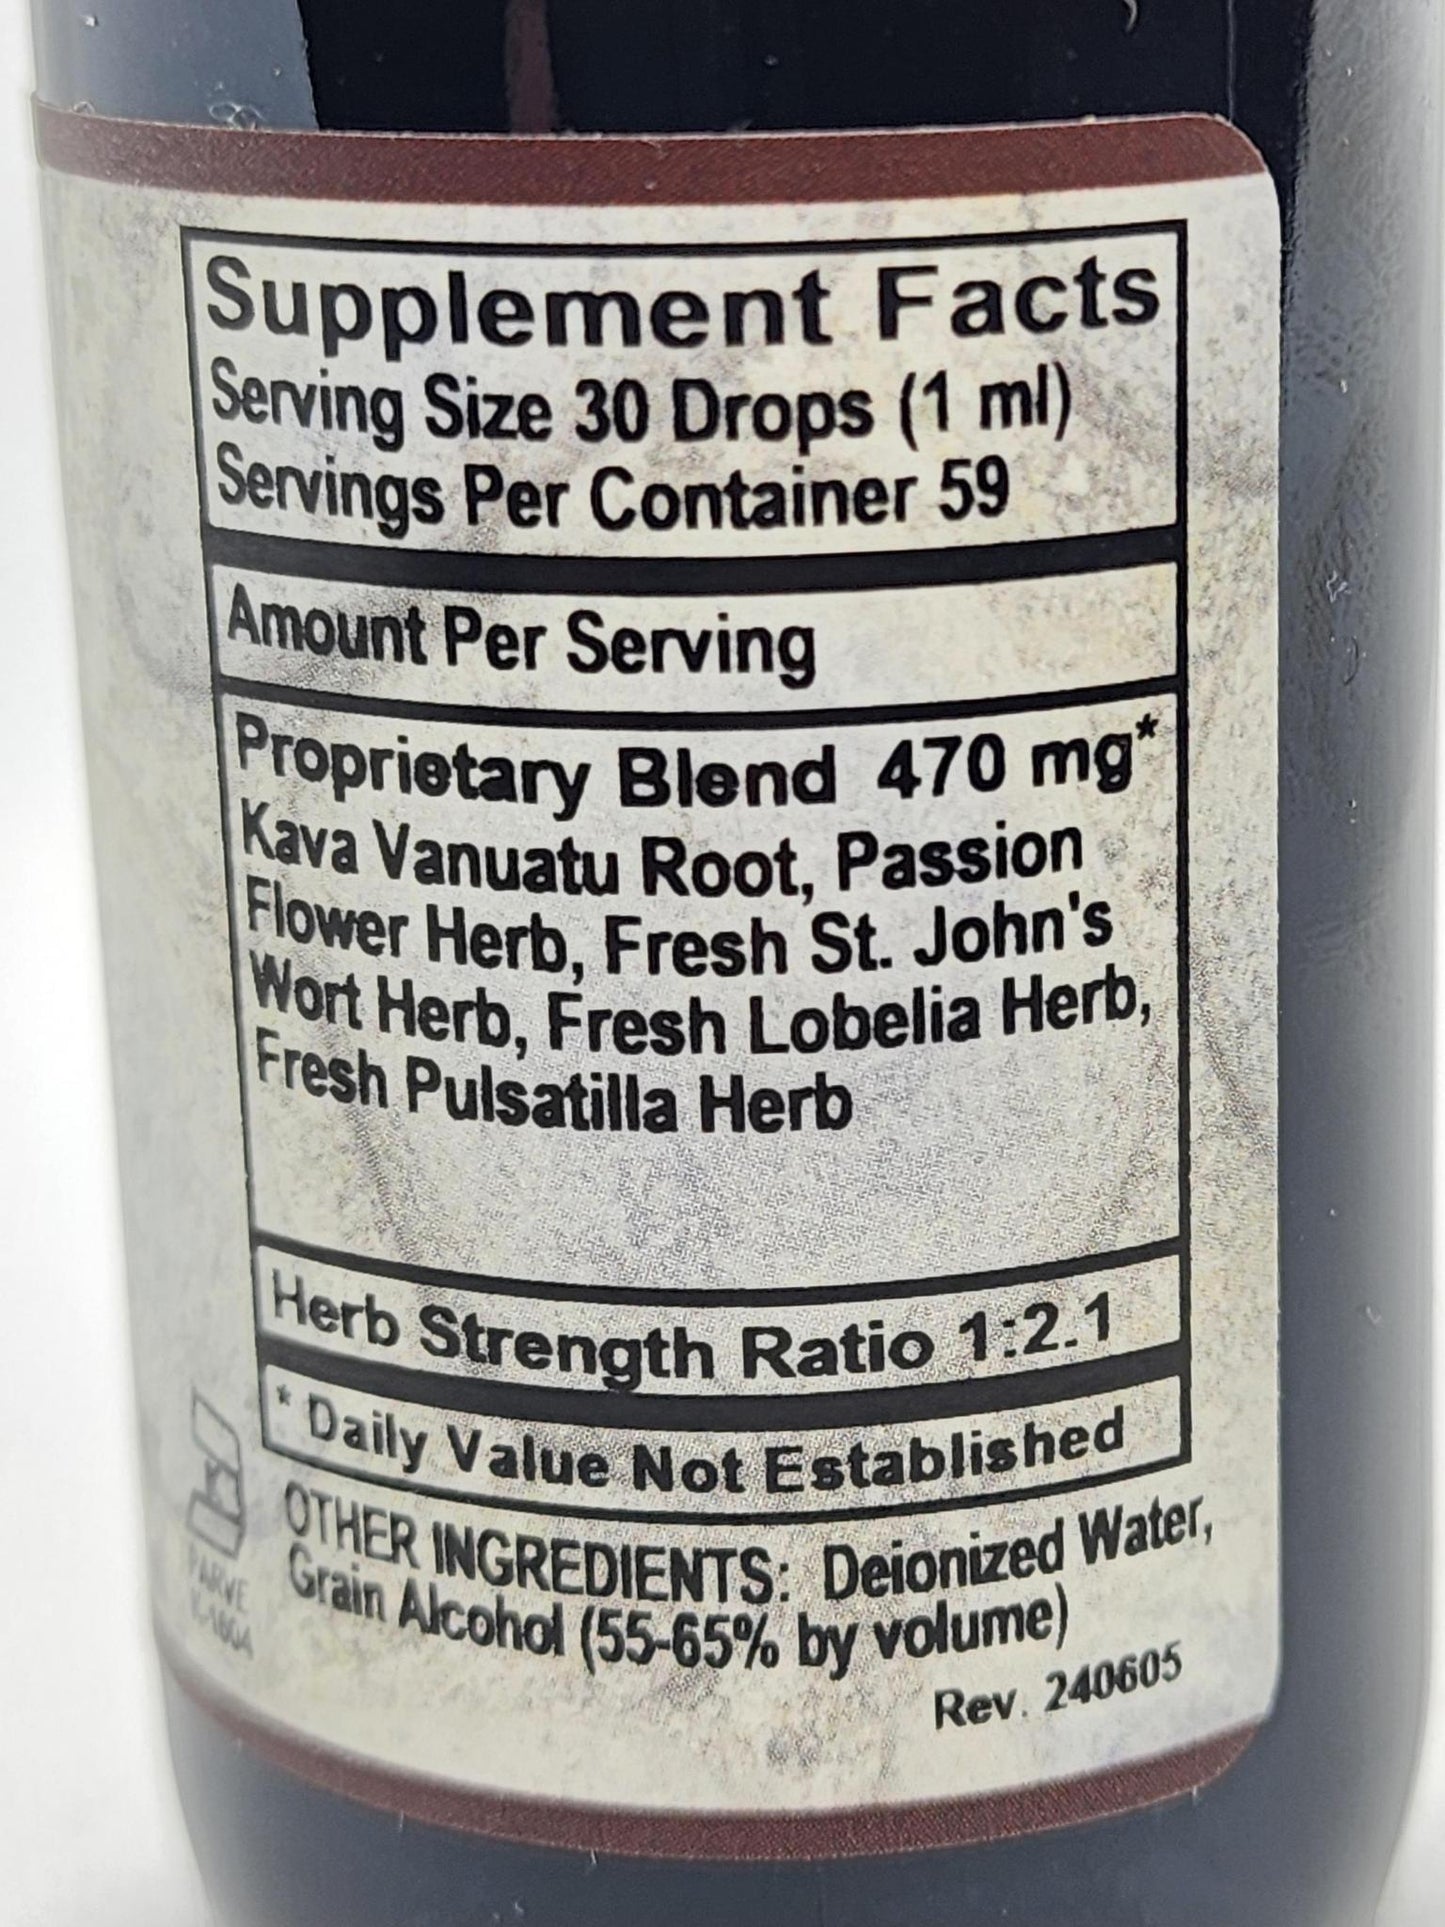 Supplement Facts
Serving Size 30 Drops (1 ml)
Servings Per Container 59
Amount Per Serving
Proprietary Blend 470 mg*
Kava Vanuatu Root, Passion
Flower Herb, Fresh St. John's
Wort Herb, Fresh Lobelia Herb,
Fresh Pulsatilla Herb
Herb Strength Ratio 1:2.1
* Daily Value Not Established
OTHER INGREDIENTS: Deionized Water,
Grain Alcohol (55-65% by volume)
Rev. 240605
K
PARVE